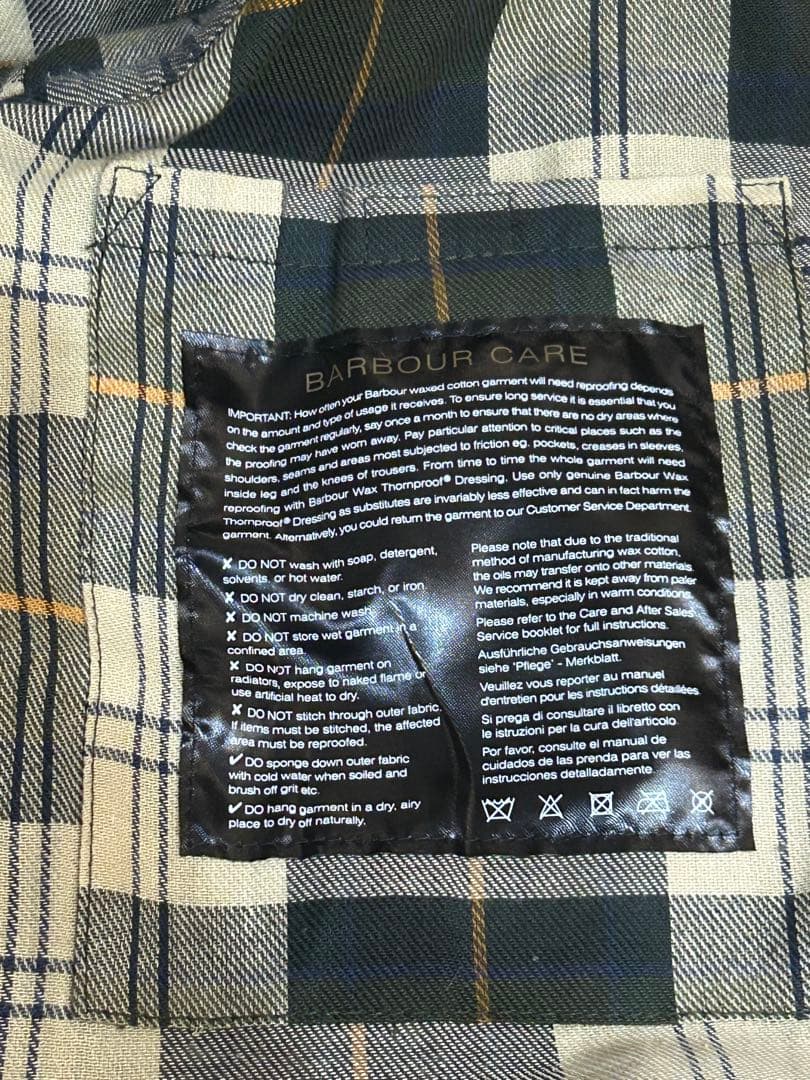 BARBOUR CARE
IMPORTANT: How often your Barbour waxed cotton garment will need reproofing depends
on the amount and type of usage it receives. To ensure long service it is essential that you
check the garment regularly, say once a month to ensure that there are no dry areas where
the proofing may have worn away. Pay particular attention to critical places such as the
shoulders, seams and areas most subjected to friction eg. pockets, creases in sleeves,
inside leg and the knees of trousers. From time to time the whole garment will need
reproofing with Barbour Wax Thornproof® Dressing. Use only genuine Barbour Wax
Thornproof® Dressing as substitutes are invariably less effective and can in fact harm the
garment. Alternatively, you could return the garment to our Customer Service Department.
✗ DO NOT wash with soap, detergent,
solvents, or hot water.
✗ DO NOT dry clean, starch, or iron
✗ DO NOT machine wash
✗ DO NOT store wet garment in a
confined area.
✗ DO NOT hang garment on
radiators, expose to naked flame or
use artificial heat to dry.
✗ DO NOT stitch through outer fabric.
If items must be stitched, the affected
area must be reproofed.
✔ DO sponge down outer fabric
with cold water when soiled and
brush off grit etc.
✔ DO hang garment in a dry, airy
place to dry off naturally.
Please note that due to the traditional
method of manufacturing wax cotton,
the oils may transfer onto other materials.
We recommend it is kept away from paler
materials, especially in warm conditions.
Please refer to the Care and After Sales
Service booklet for full instructions.
Ausführliche Gebrauchsanweisungen
siehe 'Pflege' - Merkblatt.
Veuillez vous reporter au manuel
d'entretien pour les instructions détaillées
Si prega di consultare il libretto con
le istruzioni per la cura dell'articolo
Por favor, consulte el manual de
cuidados de las prenda para ver las
instrucciones detalladamente